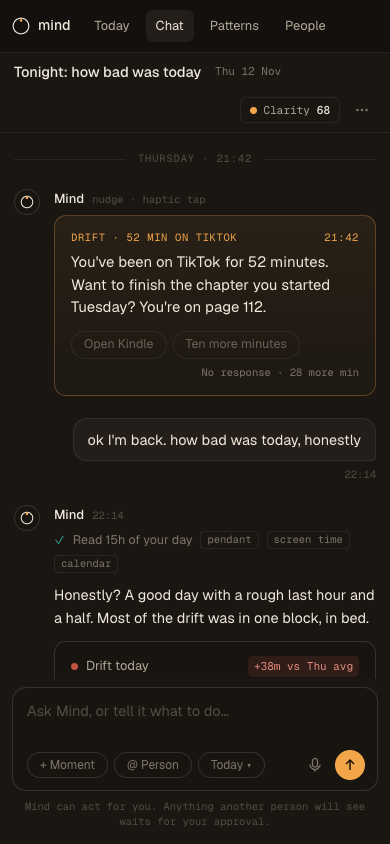 mind Today Chat Patterns People
Tonight: how bad was today Thu 12 Nov
Clarity 68 ···
THURSDAY · 21:42
Mind nudge · haptic tap
DRIFT · 52 MIN ON TIKTOK 21:42
You've been on TikTok for 52 minutes.
Want to finish the chapter you started
Tuesday? You're on page 112.
Open Kindle Ten more minutes
No response · 28 more min
ok I'm back. how bad was today, honestly
22:14
Mind 22:14
Read 15h of your day pendant screen time
calendar
Honestly? A good day with a rough last hour and
a half. Most of the drift was in one block, in bed.
Drift today +38m vs Thu avg
Ask Mind, or tell it what to do…
+ Moment @ Person Today
Mind can act for you. Anything another person will see
waits for your approval.